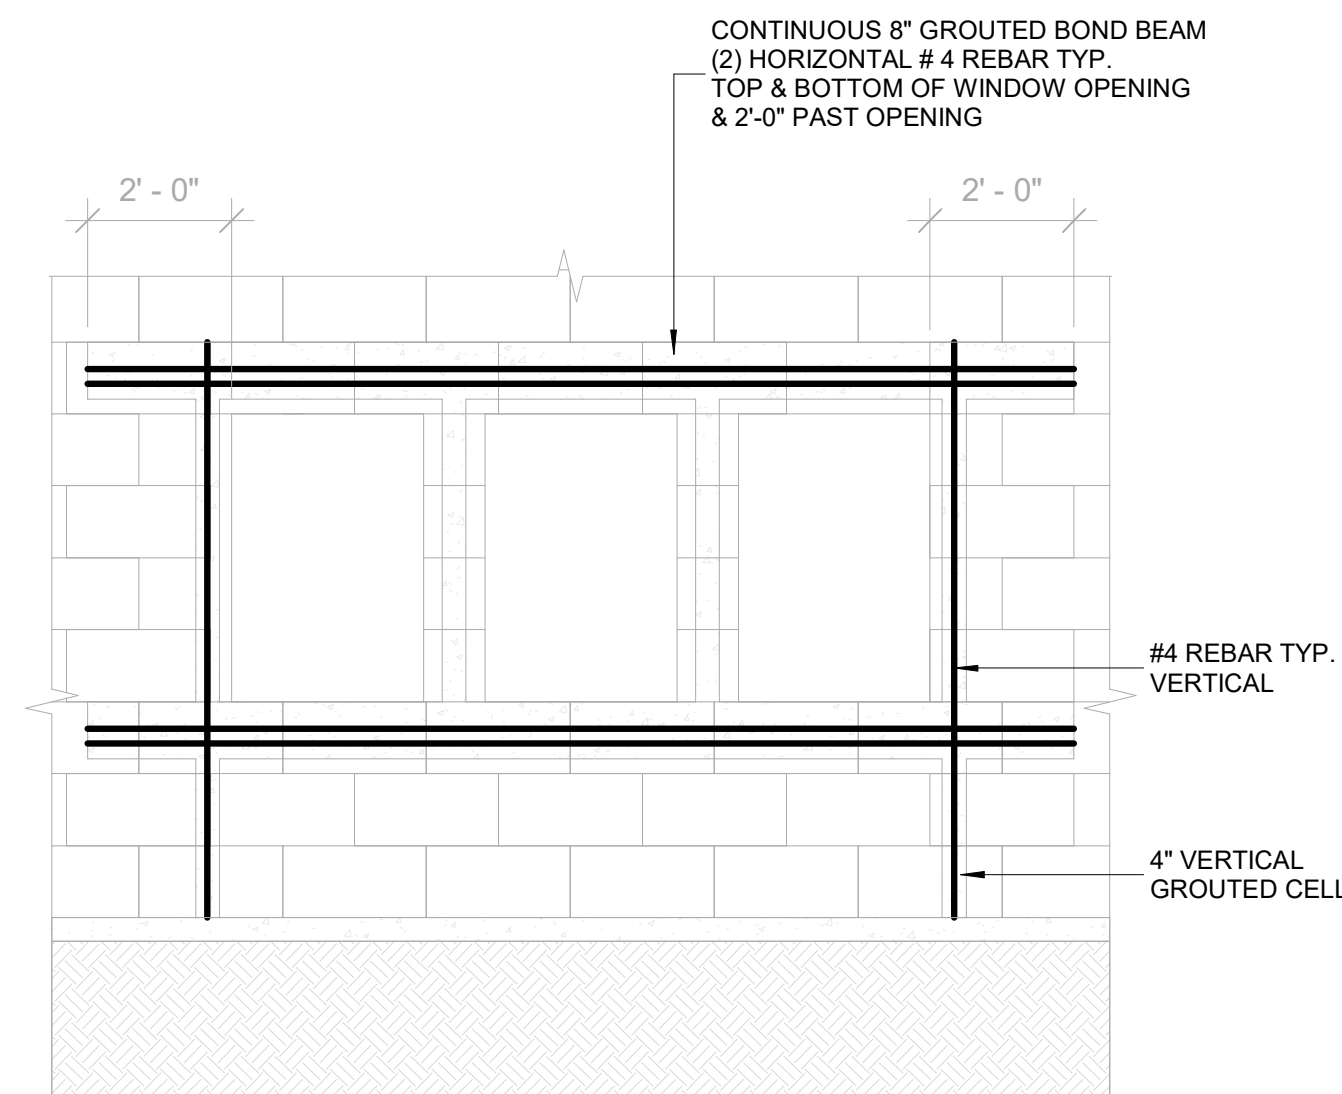 CONTINUOUS 8" GROUTED BOND BEAM
(2) HORIZONTAL # 4 REBAR TYP.
TOP & BOTTOM OF WINDOW OPENING
& 2'-0" PAST OPENING
2' - 0"
2' - 0"
#4 REBAR TYP.
VERTICAL
4" VERTICAL
GROUTED CELL